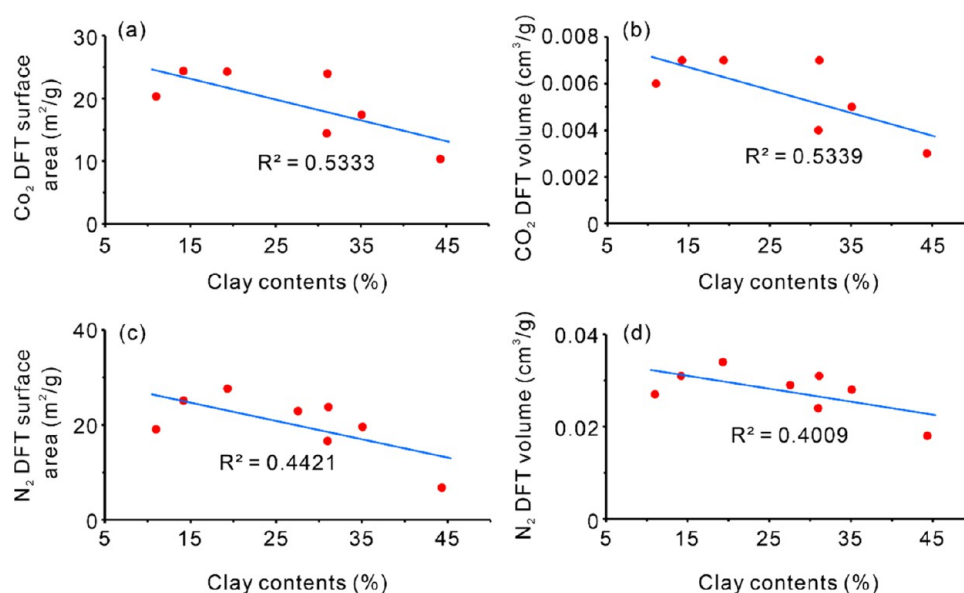 (a)
Co₂ DFT surface
area (m²/g)
30
20
10
0
R² = 0.5333
5 15 25 35 45
Clay contents (%)
(b)
CO₂ DFT volume (cm³/g)
0.008
0.006
0.004
0.002
0
R² = 0.5339
5 15 25 35 45
Clay contents (%)
(c)
N₂ DFT surface
area (m²/g)
40
20
0
R² = 0.4421
5 15 25 35 45
Clay contents (%)
(d)
N₂ DFT volume (cm³/g)
0.04
0.02
0.00
R² = 0.4009
5 15 25 35 45
Clay contents (%)